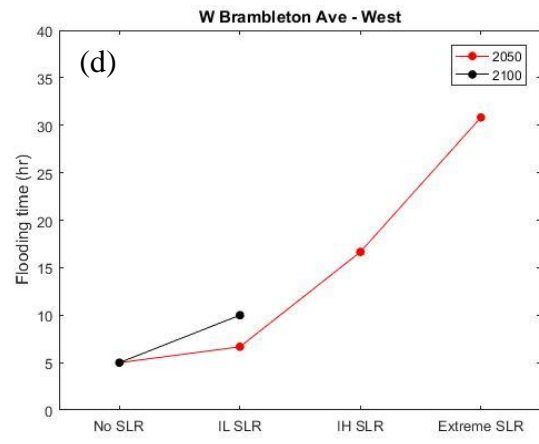 W Brambleton Ave - West
(d)
2050
2100
Flooding time (hr)
40
35
30
25
20
15
10
5
0
No SLR
IL SLR
IH SLR
Extreme SLR